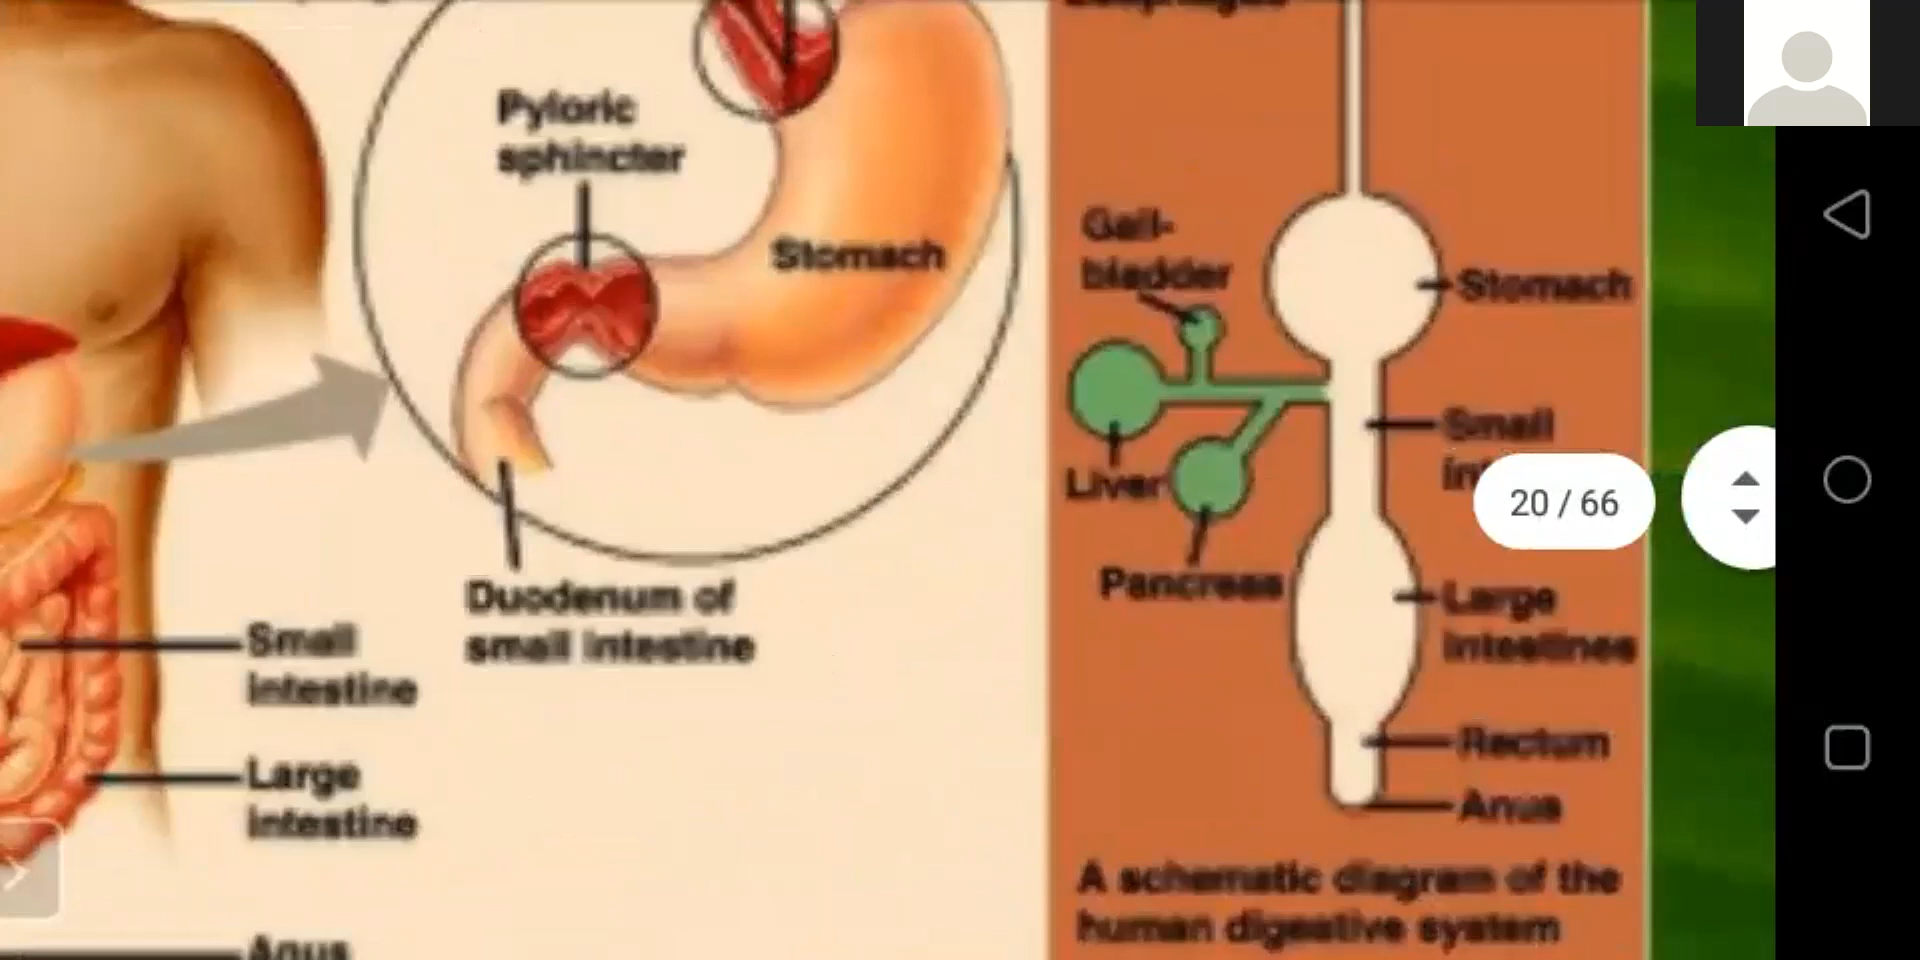 Pyloric
sphincter
Stomach
Duodenum of
small intestine
Small
intestine
Large
intestine
Anus
Gall-
bladder
Stomach
Liver
Small
20 / 66
Pancreas
Large
intestines
Rectum
Anus
A schematic diagram of the
human digestive system